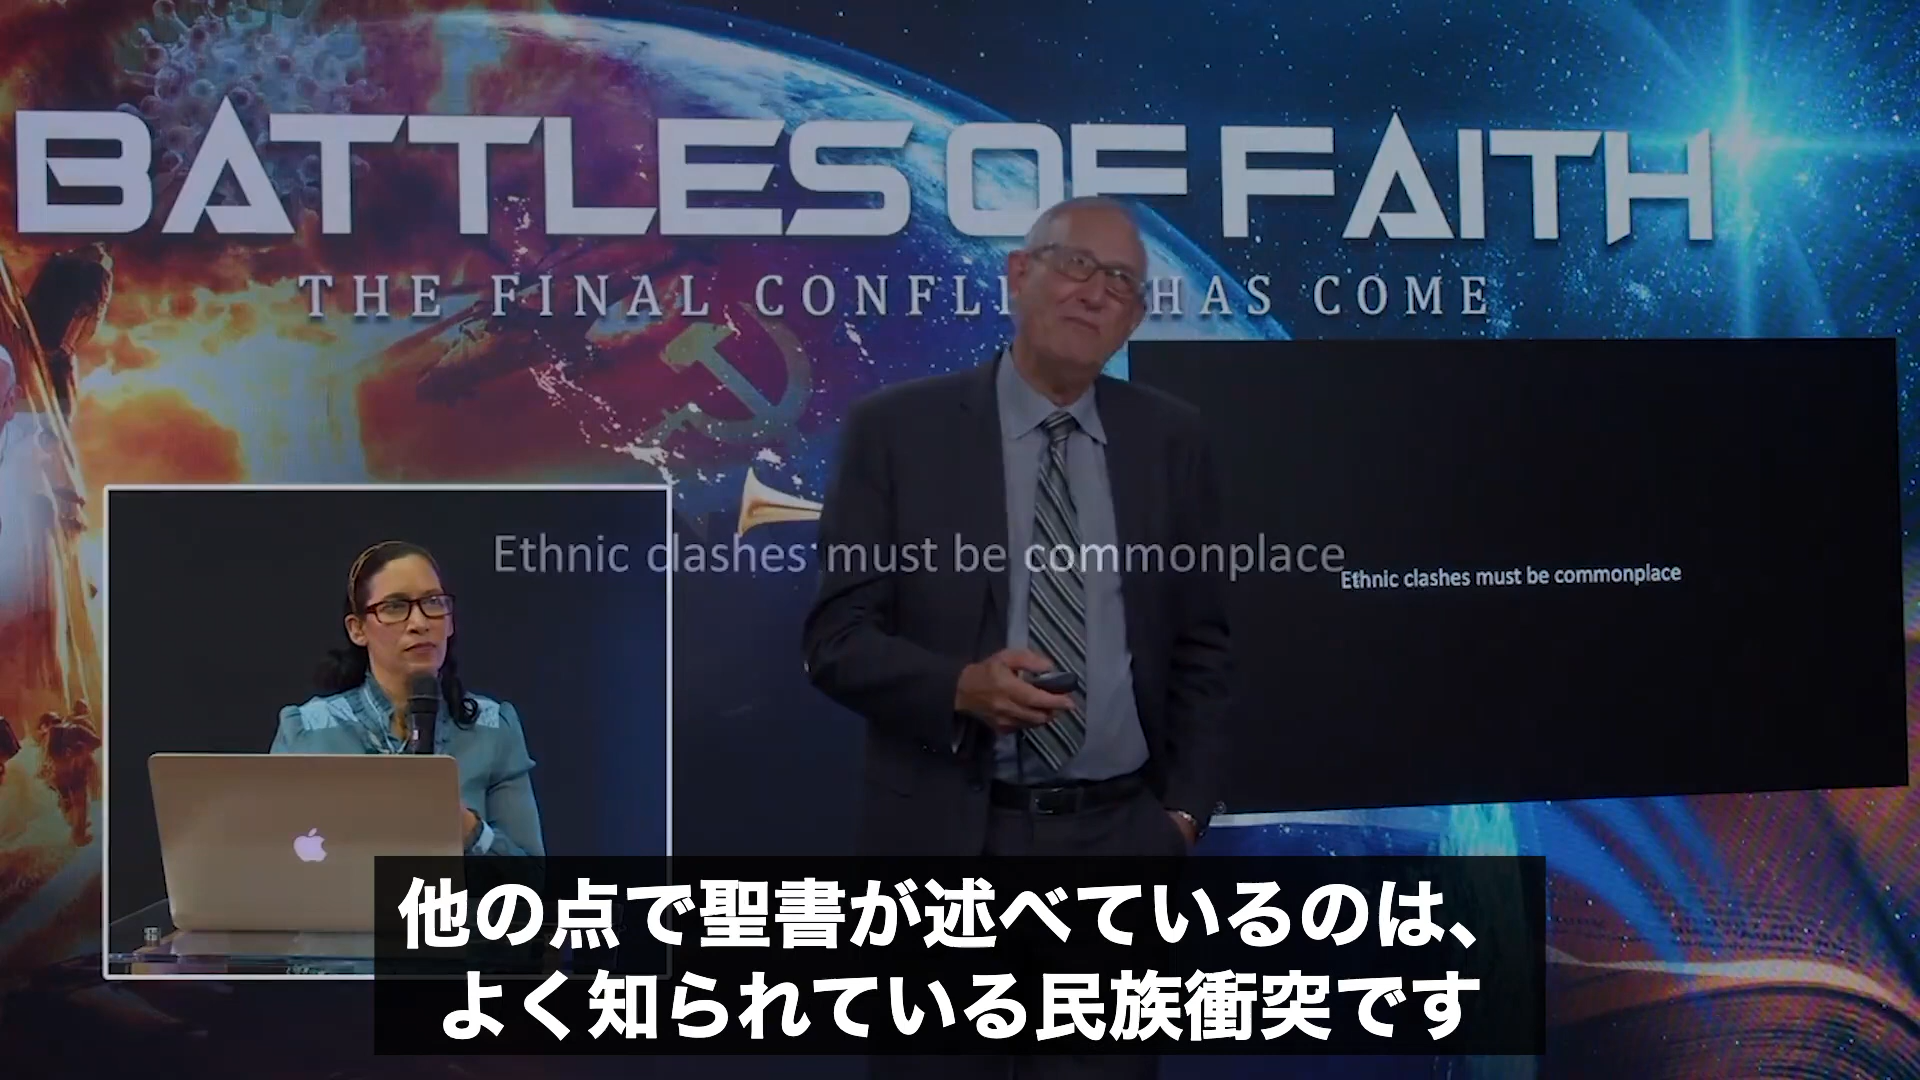 BATTLES OF FAITH
THE FINAL CONFLI HAS COME
Ethnic clashes must be commonplace
Ethnic clashes must be commonplace
他の点で聖書が述べているのは、
よく知られている民族衝突です